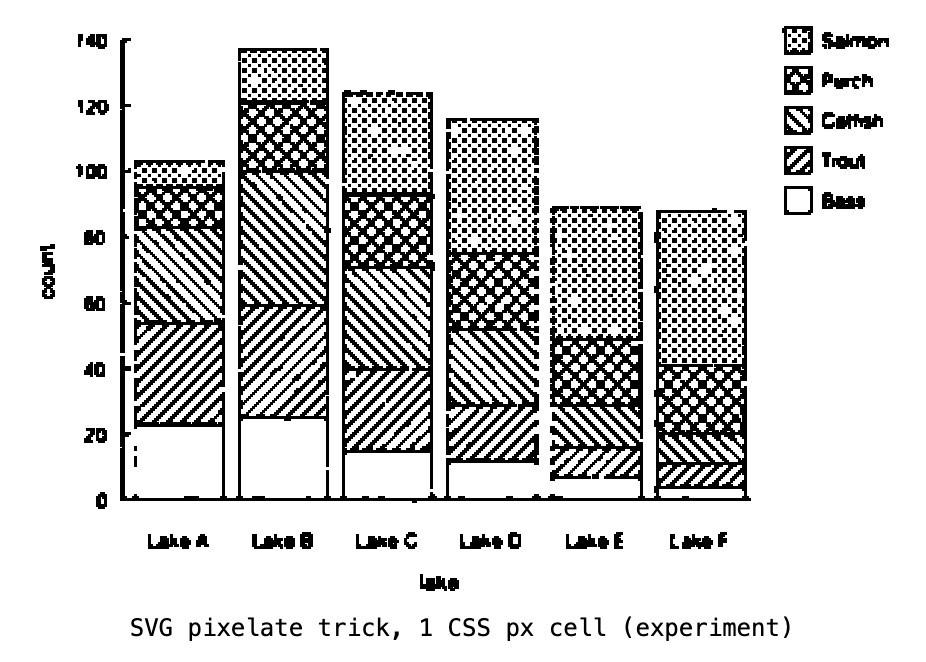 140
120
100
80
60
40
20
0
count
Lake A Lake B Lake C Lake D Lake E Lake F
lake
Salmon
Perch
Catfish
Trout
Bass
SVG pixelate trick, 1 CSS px cell (experiment)